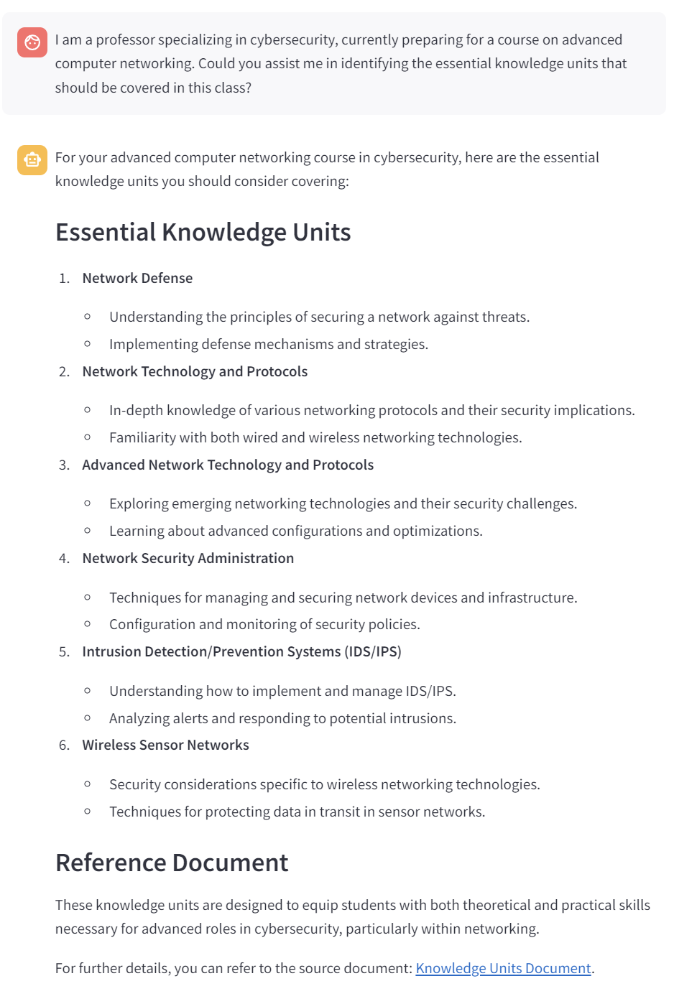 I am a professor specializing in cybersecurity, currently preparing for a course on advanced
computer networking. Could you assist me in identifying the essential knowledge units that
should be covered in this class?
For your advanced computer networking course in cybersecurity, here are the essential
knowledge units you should consider covering:
Essential Knowledge Units
1. Network Defense
○ Understanding the principles of securing a network against threats.
○ Implementing defense mechanisms and strategies.
2. Network Technology and Protocols
○ In-depth knowledge of various networking protocols and their security implications.
○ Familiarity with both wired and wireless networking technologies.
3. Advanced Network Technology and Protocols
○ Exploring emerging networking technologies and their security challenges.
○ Learning about advanced configurations and optimizations.
4. Network Security Administration
○ Techniques for managing and securing network devices and infrastructure.
○ Configuration and monitoring of security policies.
5. Intrusion Detection/Prevention Systems (IDS/IPS)
○ Understanding how to implement and manage IDS/IPS.
○ Analyzing alerts and responding to potential intrusions.
6. Wireless Sensor Networks
○ Security considerations specific to wireless networking technologies.
○ Techniques for protecting data in transit in sensor networks.
Reference Document
These knowledge units are designed to equip students with both theoretical and practical skills
necessary for advanced roles in cybersecurity, particularly within networking.
For further details, you can refer to the source document: Knowledge Units Document.